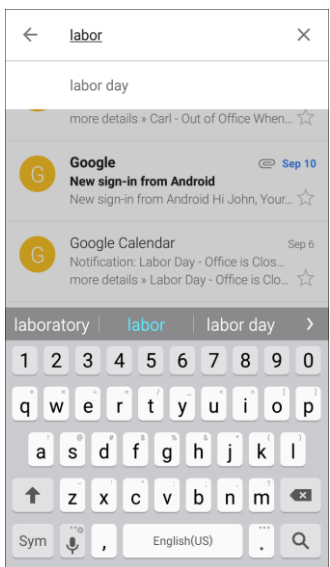 labor
labor day
more details » Carl - Out of Office When...
G
Google
Sep 10
New sign-in from Android
New sign-in from Android Hi John, Your...
G
Google Calendar
Sep 6
Notification: Labor Day - Office is Clos...
more details » Labor Day - Office is Clo...
laboratory labor labor day
1 2 3 4 5 6 7 8 9 0
q w e r t y u i o p
a s d f g h j k l
z x c v b n m
Sym , English(US) .